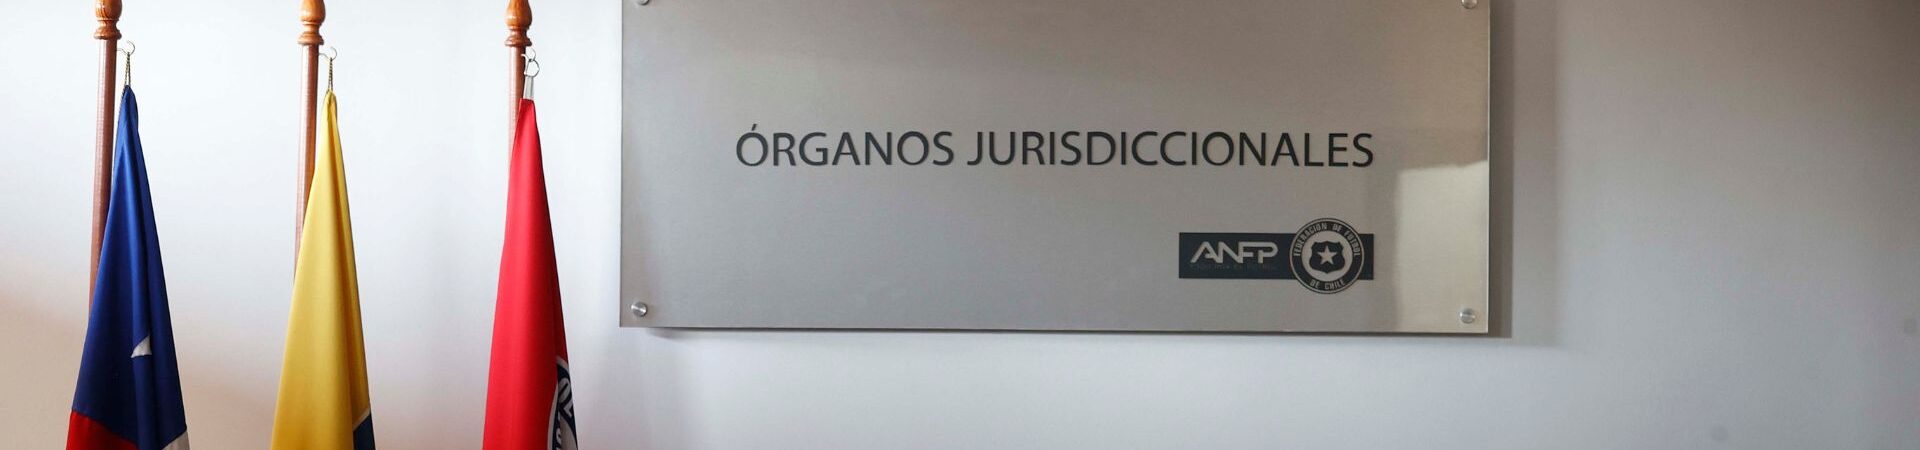 ÓRGANOS JURISDICCIONALES
ANFP
FEDERACIÓN DE FÚTBOL
DE CHILE